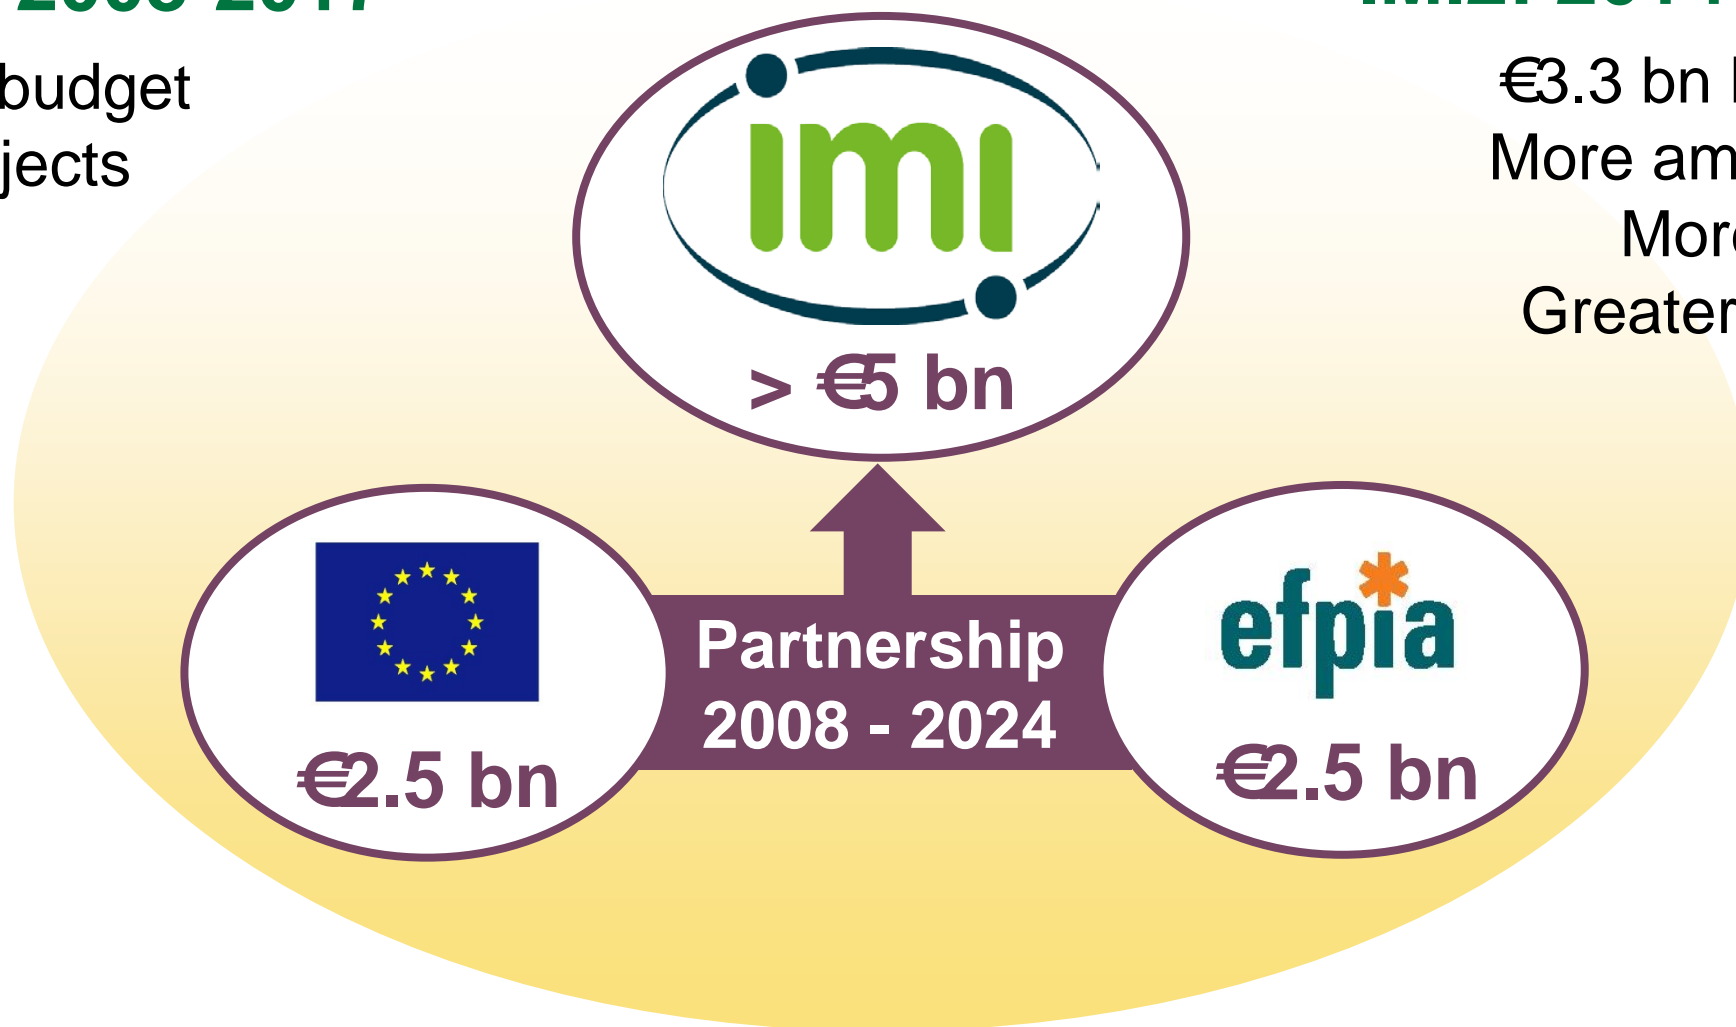 budget
jects
€3.3 bn
More
More
Greater
imi
> €5 bn
€2.5 bn
Partnership
2008 - 2024
efpia
€2.5 bn